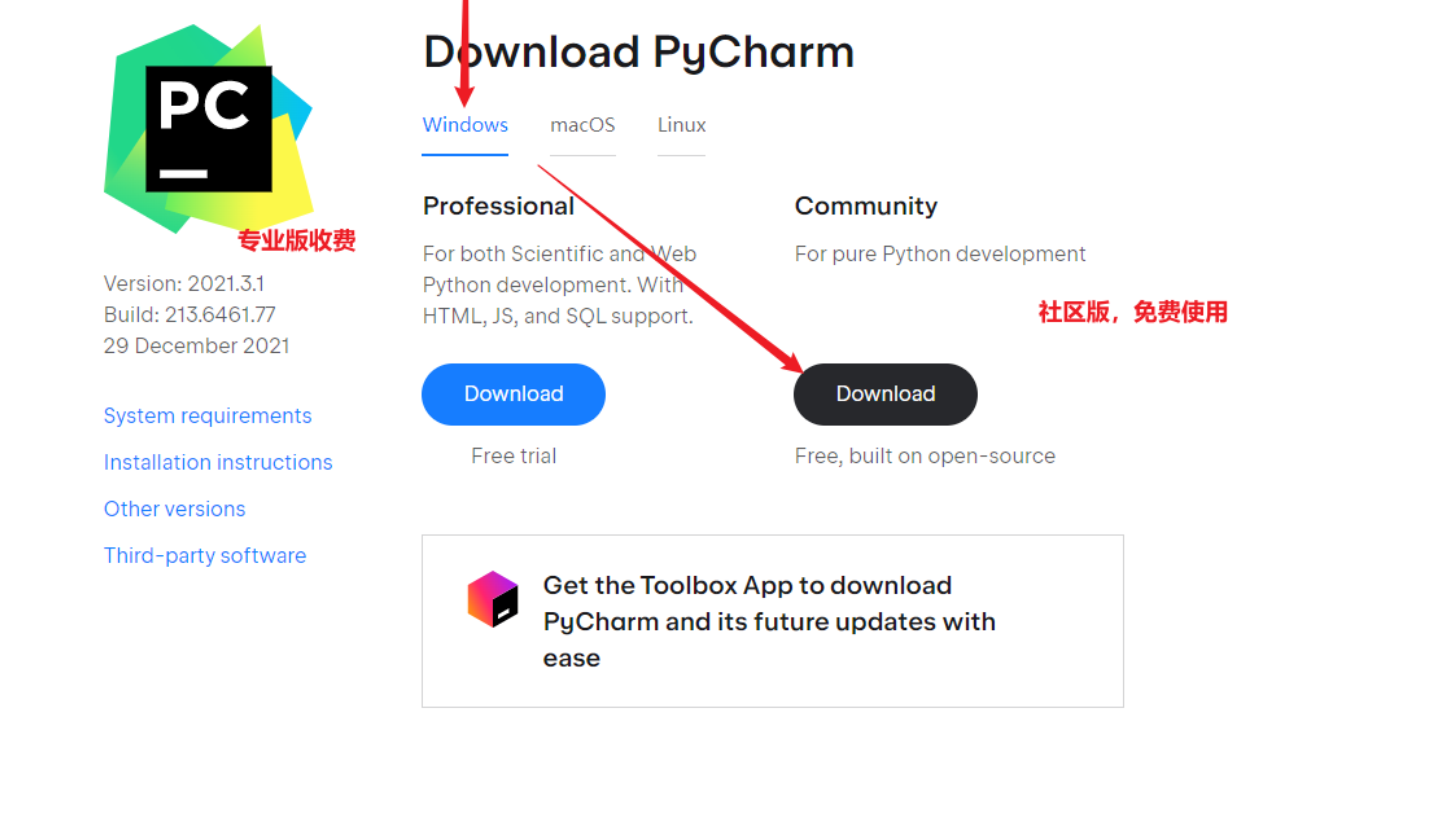 Download PyCharm
PC
Windows
macOS
Linux
专业版收费
Version: 2021.3.1
Build: 213.6461.77
29 December 2021
System requirements
Installation instructions
Other versions
Third-party software
Professional
For both Scientific and Web
Python development. With
HTML, JS, and SQL support.
Download
Free trial
Community
For pure Python development
社区版，免费使用
Download
Free, built on open-source
Get the Toolbox App to download
PyCharm and its future updates with
ease